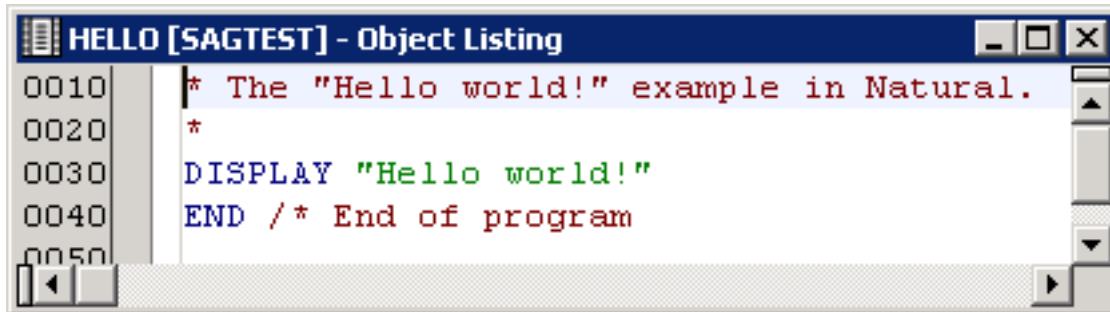 HELLO [SAGTEST] - Object Listing
0010 * The "Hello world!" example in Natural.
0020 *
0030 DISPLAY "Hello world!"
0040 END /* End of program
0050